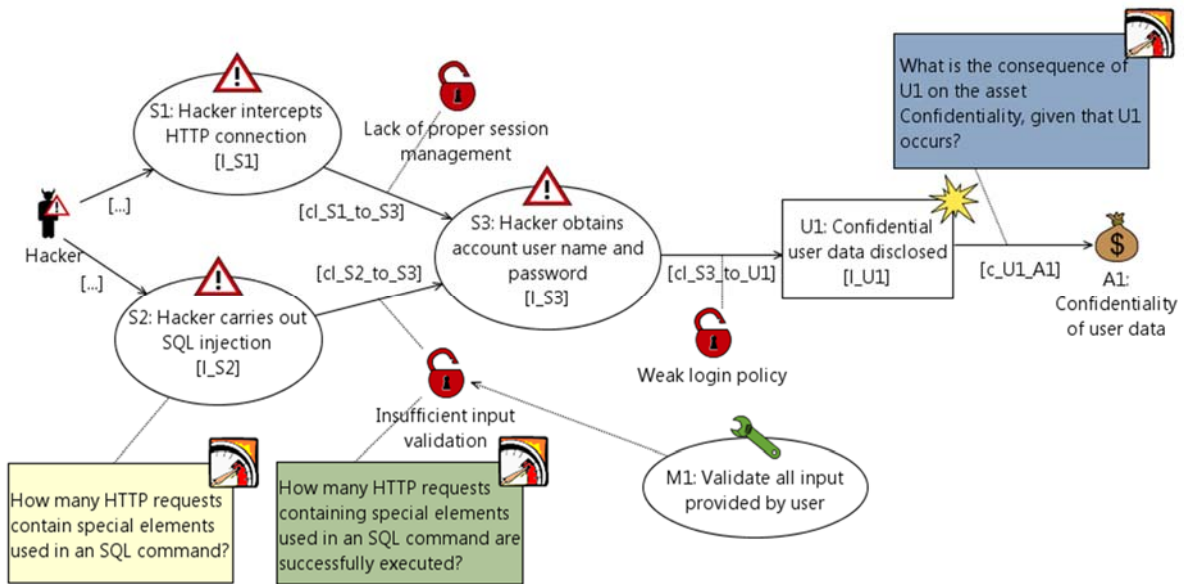 S1: Hacker intercepts
HTTP connection
[l_S1]
Lack of proper session
management
What is the consequence of
U1 on the asset
Confidentiality, given that U1
occurs?
[...]
[cl_S1_to_S3]
Hacker
[...]
S3: Hacker obtains
account user name and
password
[l_S3]
[cl_S2_to_S3]
[cl_S3_to_U1]
U1: Confidential
user data disclosed
[l_U1]
[c_U1_A1]
$
A1:
Confidentiality
of user data
S2: Hacker carries out
SQL injection
[l_S2]
Insufficient input
validation
Weak login policy
M1: Validate all input
provided by user
How many HTTP requests
contain special elements
used in an SQL command?
How many HTTP requests
containing special elements
used in an SQL command are
successfully executed?